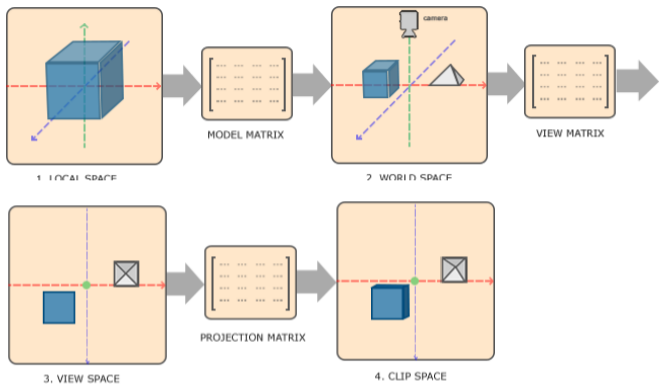 camera
MODEL MATRIX
VIEW MATRIX
1. LOCAL SPACE
2. WORLD SPACE
PROJECTION MATRIX
3. VIEW SPACE
4. CLIP SPACE